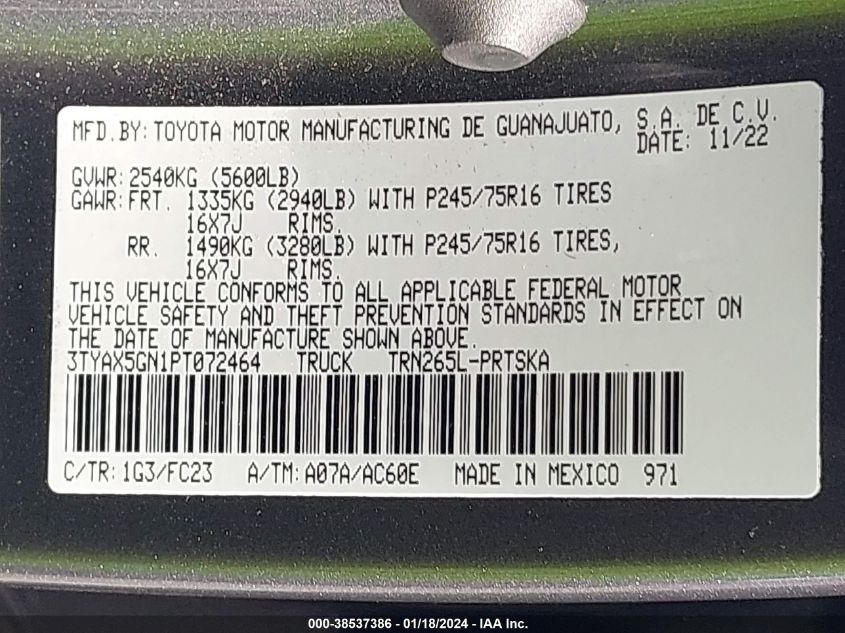 MFD.BY: TOYOTA MOTOR MANUFACTURING DE GUANAJUATO, S.A. DE C.V.
DATE: 11/22
GVWR: 2540KG (5600LB)
GAWR: FRT. 1335KG (2940LB) WITH P245/75R16 TIRES
16X7J RIMS.
RR. 1490KG (3280LB) WITH P245/75R16 TIRES,
16X7J RIMS.
THIS VEHICLE CONFORMS TO ALL APPLICABLE FEDERAL MOTOR
VEHICLE SAFETY AND THEFT PREVENTION STANDARDS IN EFFECT ON
THE DATE OF MANUFACTURE SHOWN ABOVE.
3TYAX5GN1PT072464 TRUCK TRN265L-PRTSKA
C/TR: 1G3/FC23 A/TM: A07A/AC60E MADE IN MEXICO 971
000-38537386 - 01/18/2024 - IAA Inc.